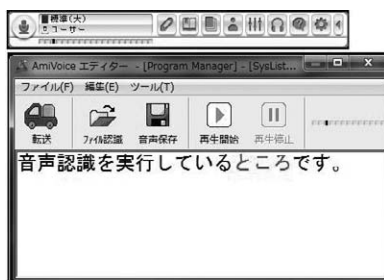 標準(大)
ユーザー
AmiVoice エディター - [Program Manager] - [SysList...
ファイル(F) 編集(E) ツール(T)
転送 ファイル認識 音声保存 再生開始 再生停止
音声認識を実行しているところです。